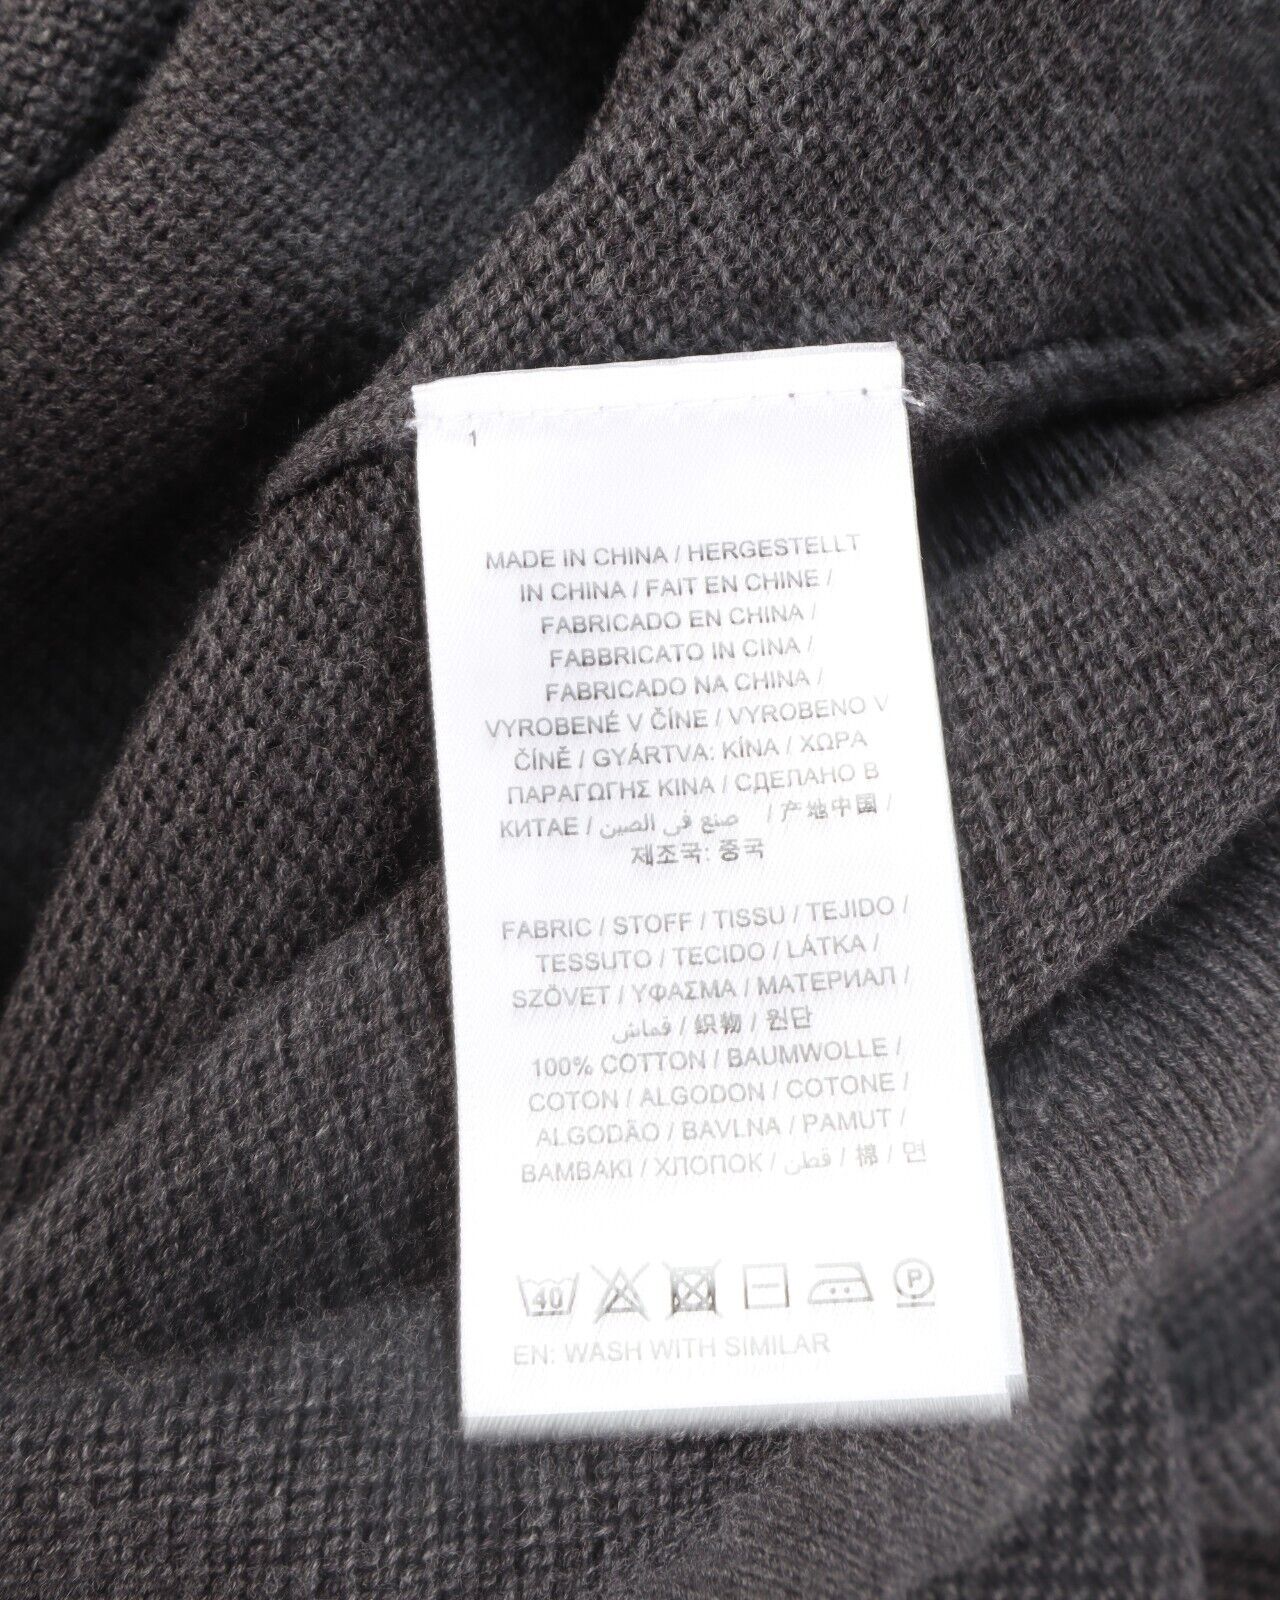 1
MADE IN CHINA / HERGESTELLT
IN CHINA / FAIT EN CHINE /
FABRICADO EN CHINA /
FABBRICATO IN CINA /
FABRICADO NA CHINA /
VYROBENÉ V ČÍNE / VYROBENO V
ČÍNĚ / GYÁRTVA: KÍNA / ΧΩΡΑ
ΠΑΡΑΓΩΓΗΣ ΚΙΝΑ / СДЕЛАНО В
КИТАЕ / صنع في الصين / 产地中国 /
제조국: 중국
FABRIC / STOFF / TISSU / TEJIDO /
TESSUTO / TECIDO / LÁTKA /
SZÖVET / ΥΦΑΣΜΑ / МАТЕРИАЛ /
قماش / 织物 / 원단
100% COTTON / BAUMWOLLE /
COTON / ALGODON / COTONE /
ALGODÃO / BAVLNA / PAMUT /
ΒΑΜΒΑΚΙ / ХЛОПОК / قطن / 棉 / 면
40 P
EN: WASH WITH SIMILAR